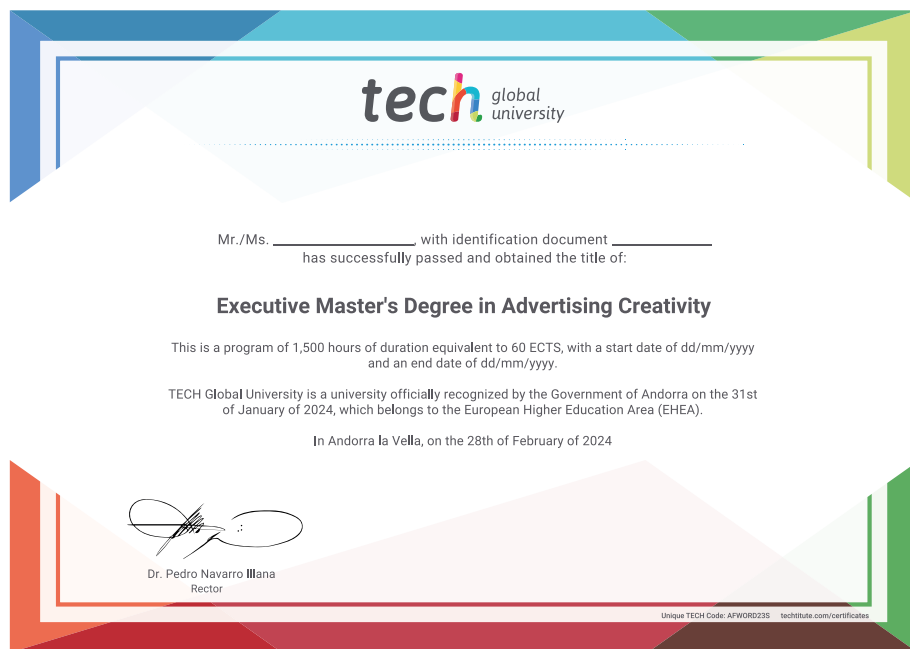 tech global
university
Mr./Ms. ________________, with identification document ____________
has successfully passed and obtained the title of:
Executive Master's Degree in Advertising Creativity
This is a program of 1,500 hours of duration equivalent to 60 ECTS, with a start date of dd/mm/yyyy
and an end date of dd/mm/yyyy.
TECH Global University is a university officially recognized by the Government of Andorra on the 31st
of January of 2024, which belongs to the European Higher Education Area (EHEA).
In Andorra la Vella, on the 28th of February of 2024
Dr. Pedro Navarro Illana
Rector
Unique TECH Code: AFWORD23S techtitute.com/certificates